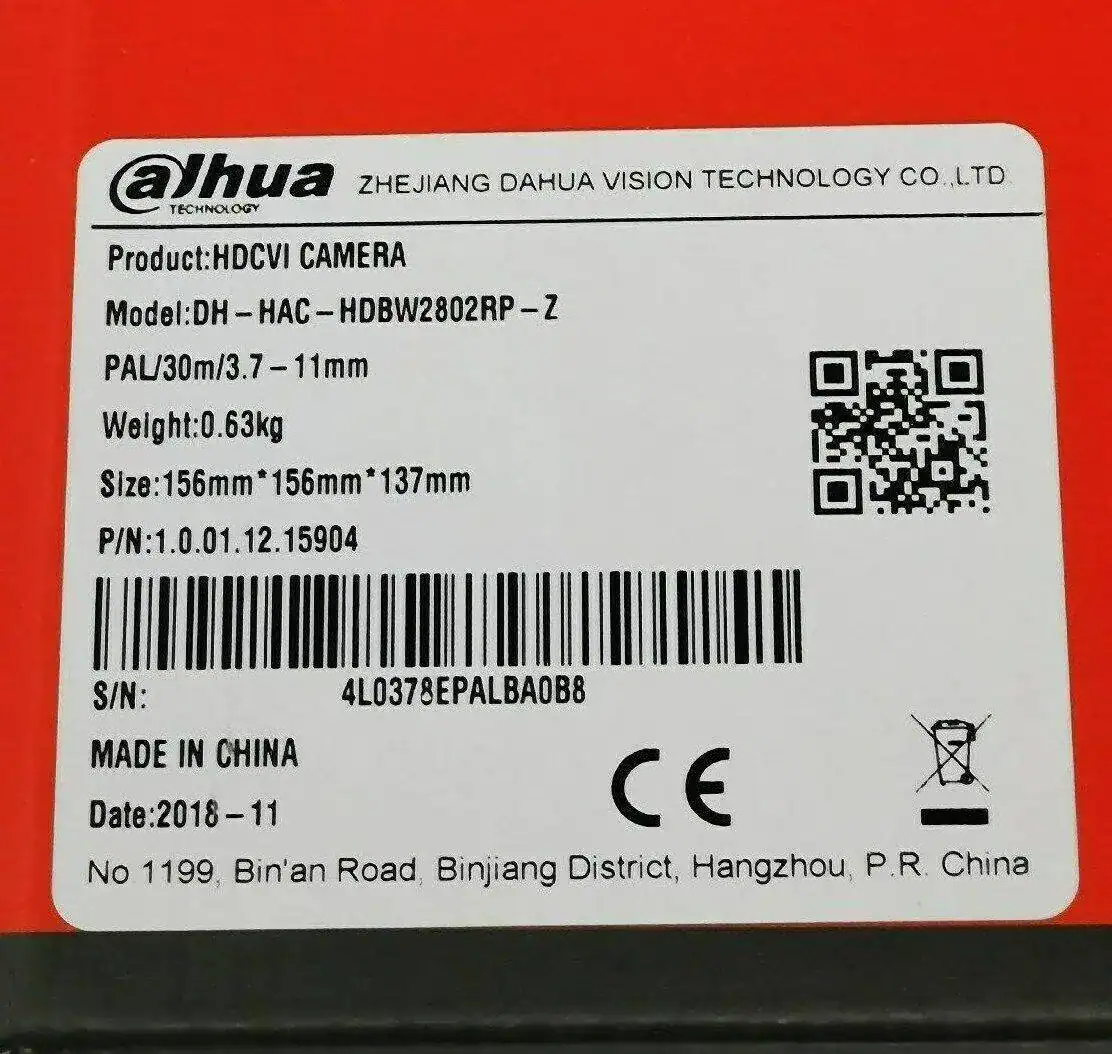 alhua TECHNOLOGY ZHEJIANG DAHUA VISION TECHNOLOGY CO.,LTD
Product:HDCVI CAMERA
Model:DH-HAC-HDBW2802RP-Z
PAL/30m/3.7-11mm
Weight:0.63kg
Size:156mm*156mm*137mm
P/N:1.0.01.12.15904
S/N: 4L0378EPALBA0B8
MADE IN CHINA
Date:2018-11
CE
No 1199, Bin'an Road, Binjiang District, Hangzhou, P.R. China